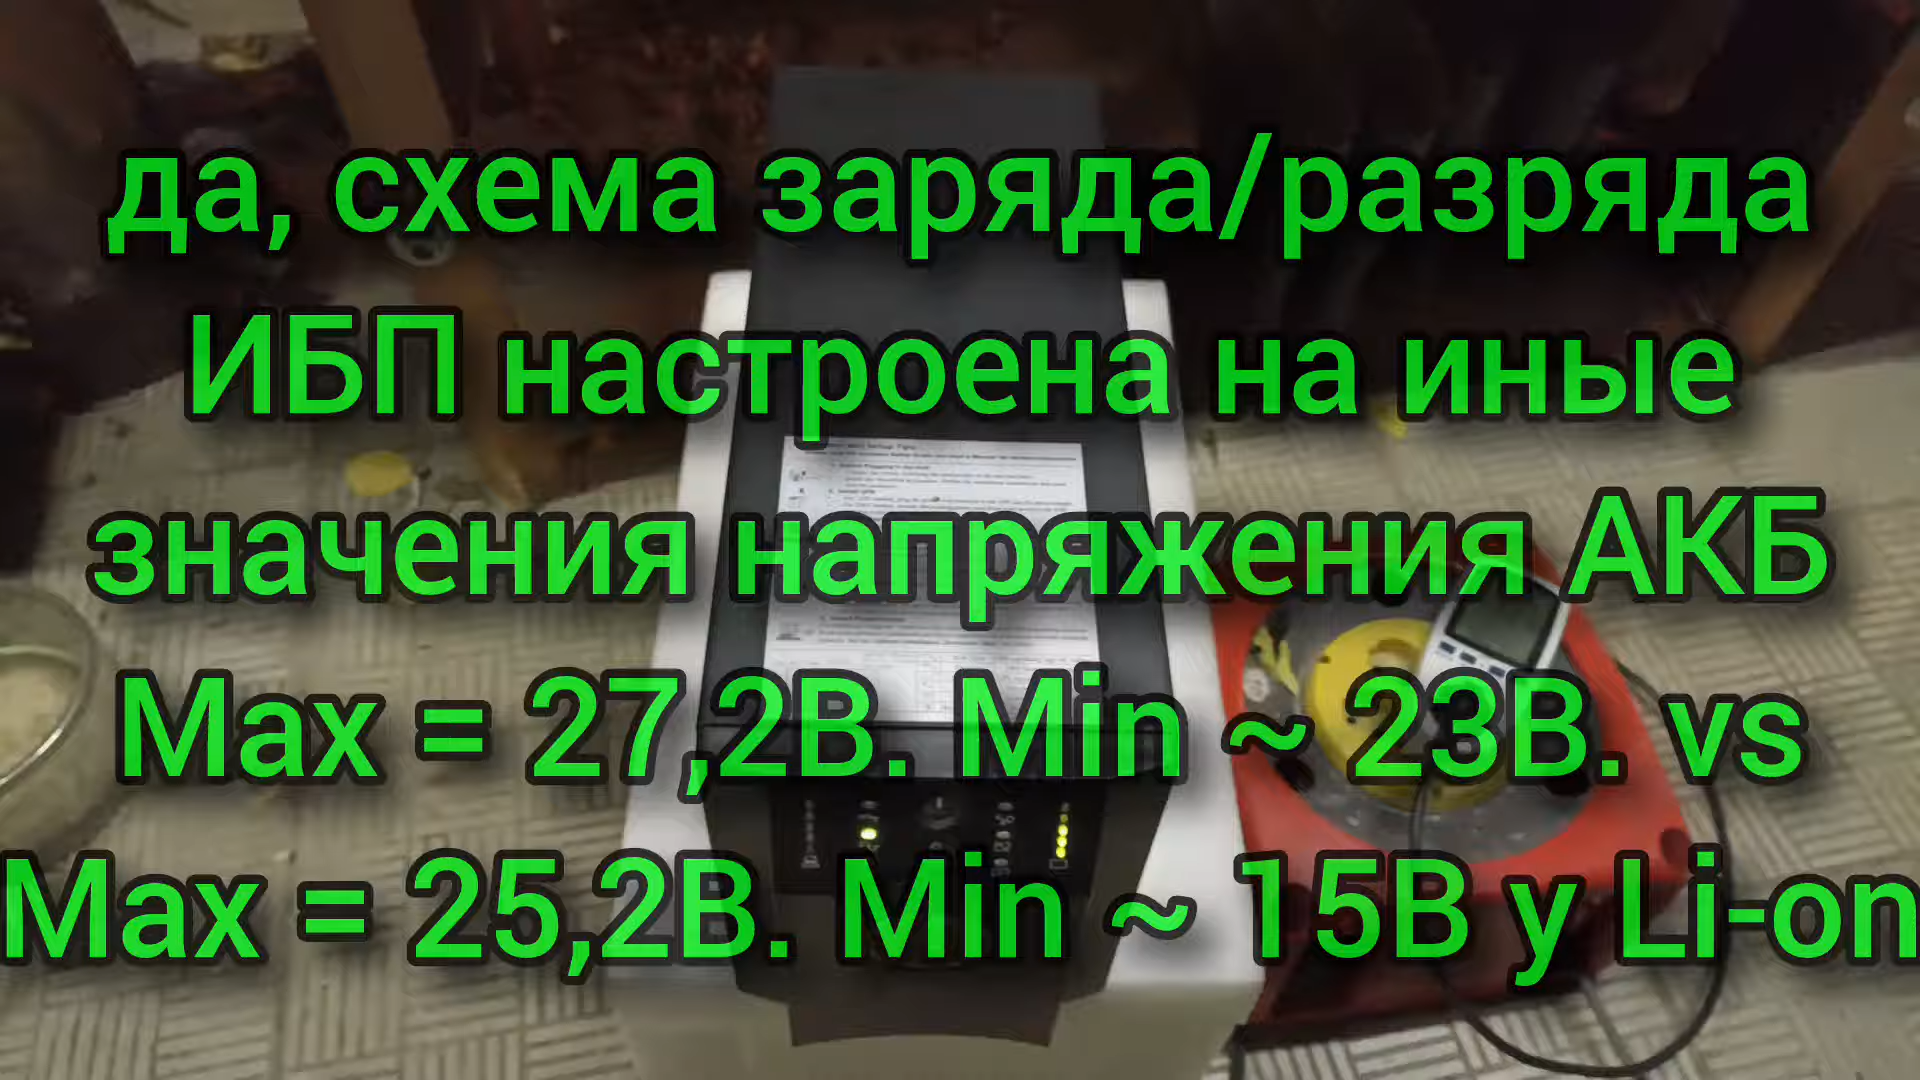 да, схема заряда/разряда
ИБП настроена на иные
значения напряжения АКБ
Max = 27,2В. Min ~ 23В. vs
Max = 25,2В. Min ~ 15В у Li-on